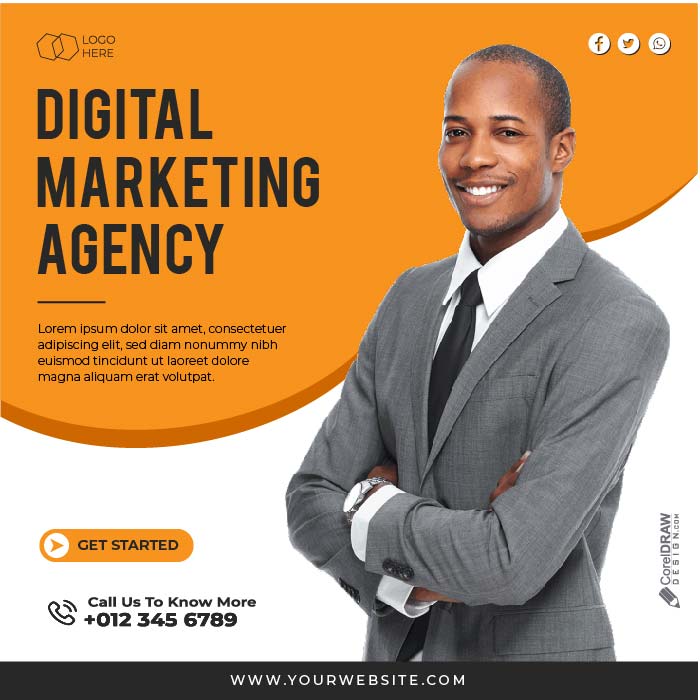 LOGO
HERE
DIGITAL
MARKETING
AGENCY
Lorem ipsum dolor sit amet, consectetuer
adipiscing elit, sed diam nonummy nibh
euismod tincidunt ut laoreet dolore
magna aliquam erat volutpat.
GET STARTED
Call Us To Know More
+012 345 6789
CorelDRAW
DESIGN.COM
WWW.YOURWEBSITE.COM